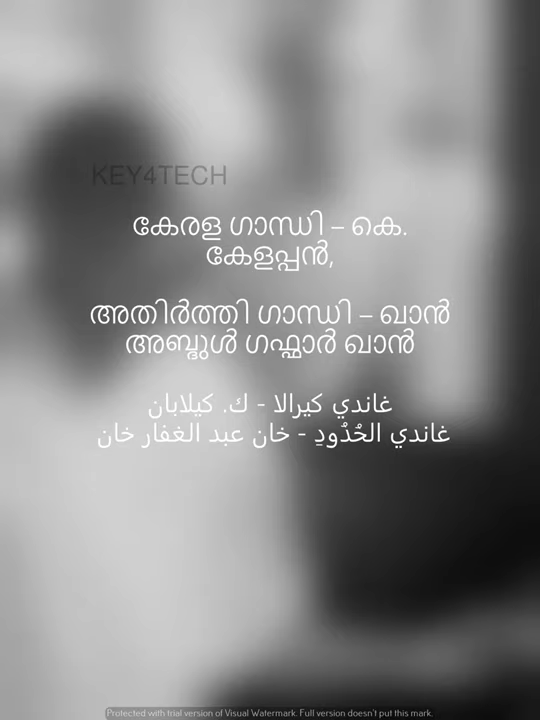 KEY4TECH
കേരള ഗാന്ധി – കെ.
കേളപ്പൻ,
അതിർത്തി ഗാന്ധി – ഖാൻ
അബ്ദുൾ ഗഫ്ഫാർ ഖാൻ
غاندي كيرالا - ك. كيلابان
غاندي الحُدُودِ - خان عبد الغفار خان
Protected with trial version of Visual Watermark. Full version doesn't put this mark.